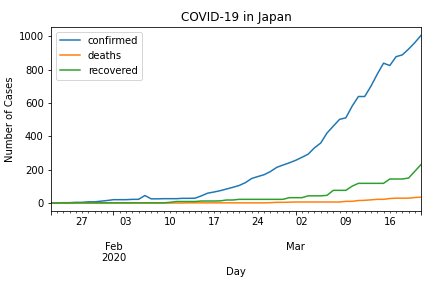 COVID-19 in Japan
confirmed
deaths
recovered
Number of Cases
1000
800
600
400
200
0
27 03 10 17 24 02 09 16
Feb Mar
2020
Day